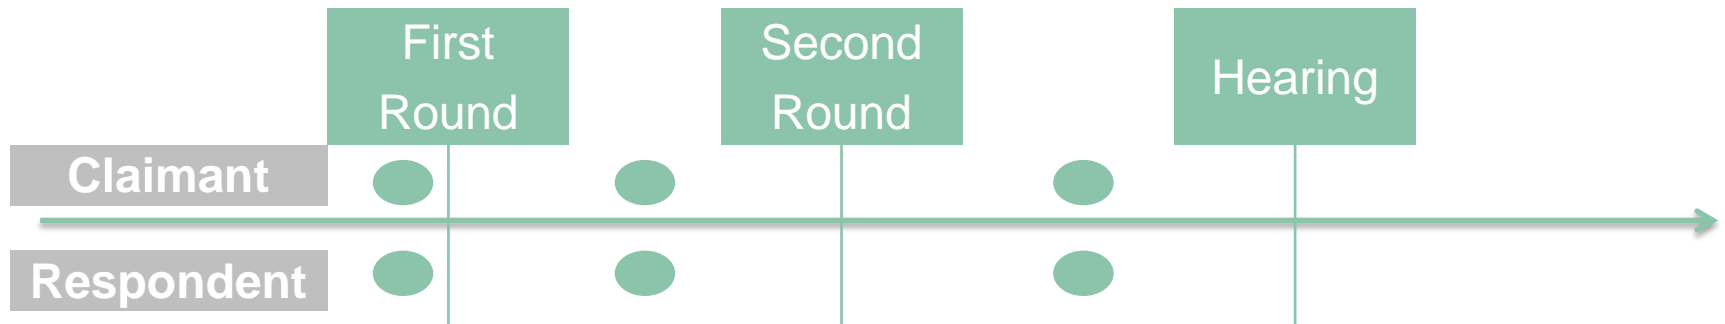 First
Round
Second
Round
Hearing
Claimant
Respondent